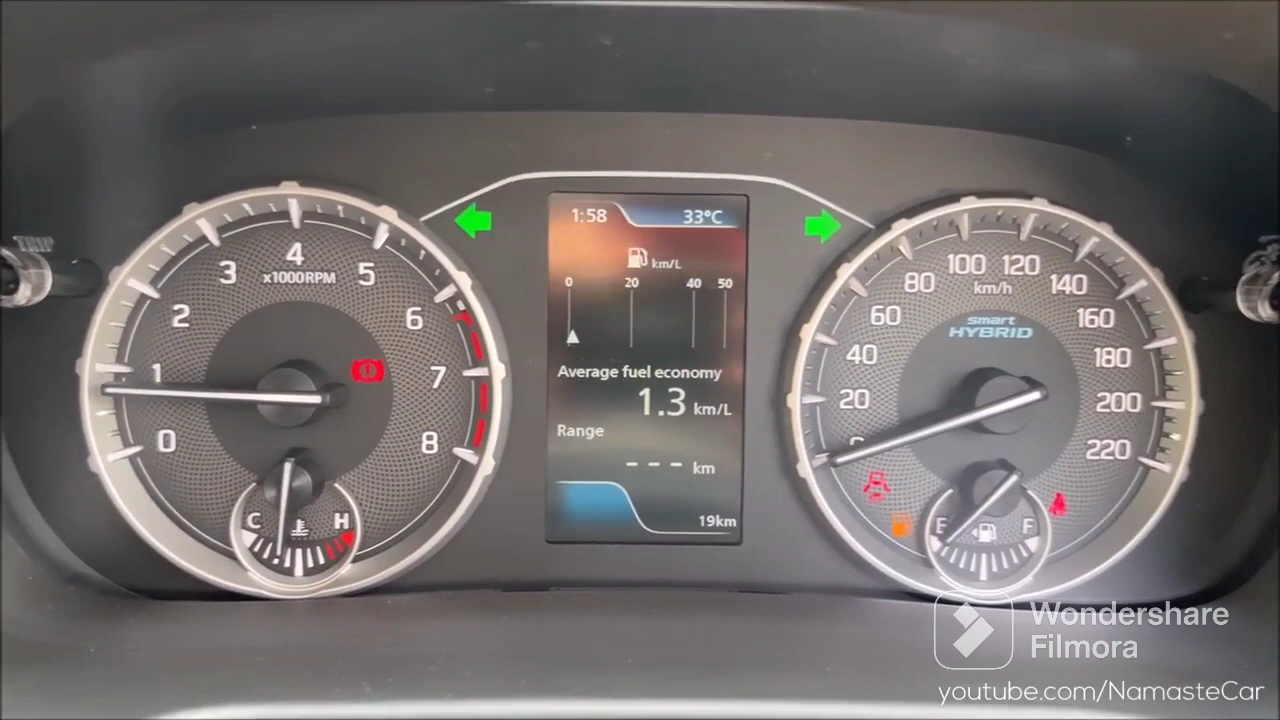 1:58 33°C
km/L
0 20 40 50
Average fuel economy
1.3 km/L
Range
--- km
19km
0 1 2 3 4 5 6 7 8
x1000RPM
C H
0 20 40 60 80 100 120 140 160 180 200 220
km/h
smart
HYBRID
E F
Wondershare
Filmora
youtube.com/NamasteCar